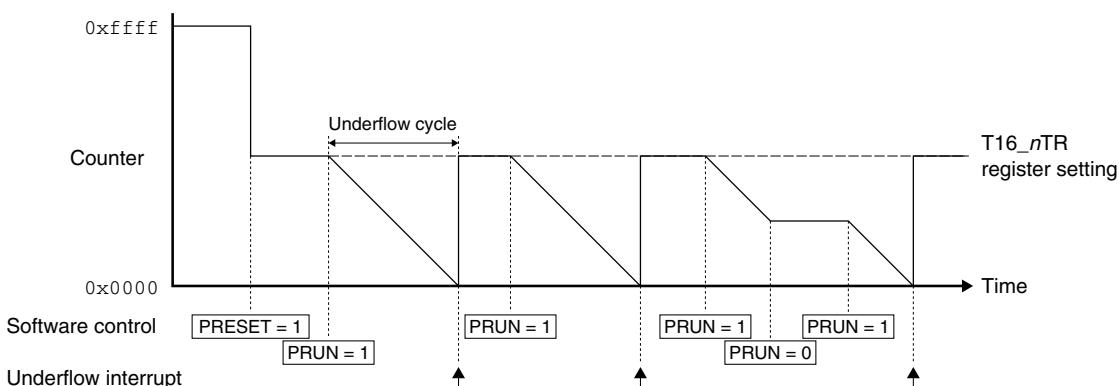 0xffff
Underflow cycle
Counter
T16_nTR
register setting
0x0000
Time
Software control
PRESET = 1
PRUN = 1
PRUN = 1
PRUN = 1
PRUN = 0
PRUN = 1
Underflow interrupt